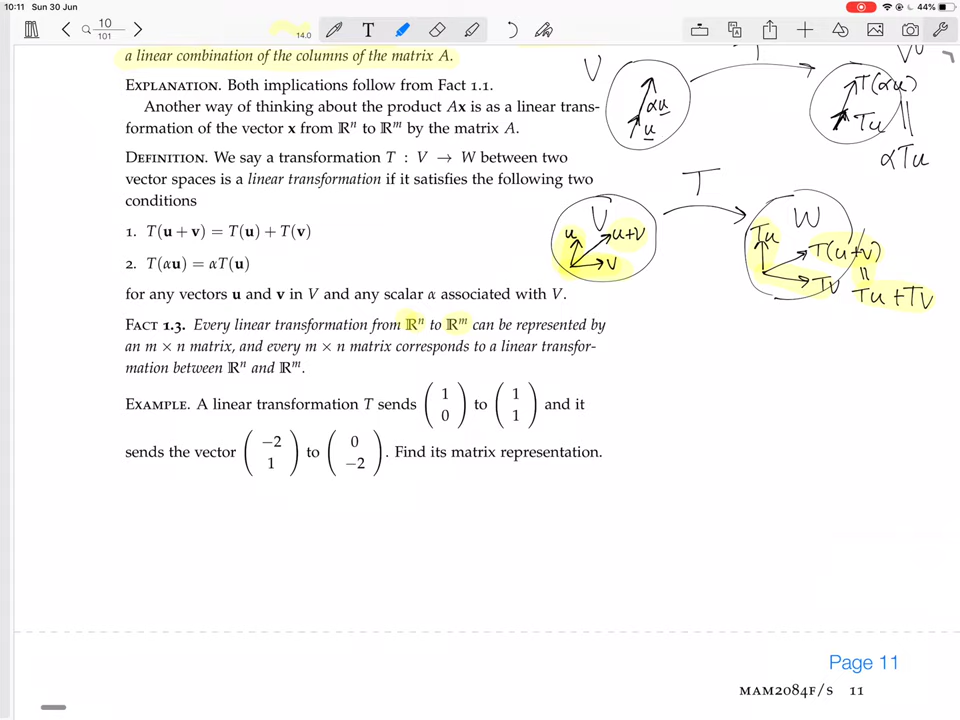 10:11 Sun 30 Jun
44%
10
101
14.0
T
a linear combination of the columns of the matrix A.
EXPLANATION. Both implications follow from Fact 1.1.
Another way of thinking about the product Ax is as a linear trans-
formation of the vector x from ℝⁿ to ℝᵐ by the matrix A.
DEFINITION. We say a transformation T : V → W between two
vector spaces is a linear transformation if it satisfies the following two
conditions
1. T(u + v) = T(u) + T(v)
2. T(αu) = αT(u)
for any vectors u and v in V and any scalar α associated with V.
FACT 1.3. Every linear transformation from ℝⁿ to ℝᵐ can be represented by
an m × n matrix, and every m × n matrix corresponds to a linear transfor-
mation between ℝⁿ and ℝᵐ.
EXAMPLE. A linear transformation T sends (1 0) to (1 1) and it
sends the vector (−2 1) to (0 −2). Find its matrix representation.
V
αu
u
T(αu)
Tu
||
αTu
T
V
u
u+v
v
W
Tu
T(u+v)
||
Tv
Tu + Tv
Page 11
MAM2084F/S 11